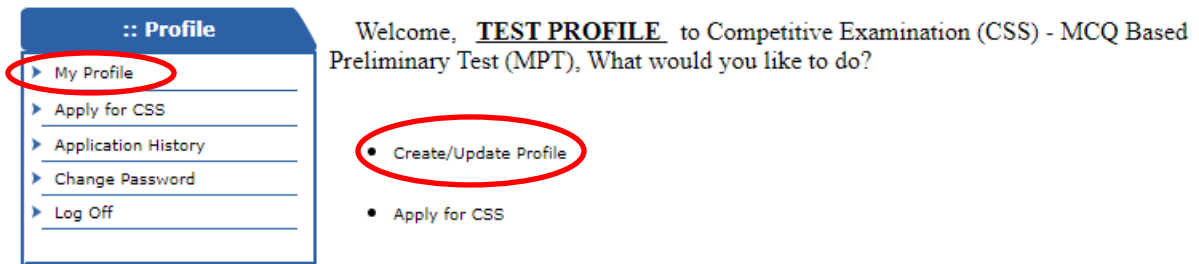 :: Profile
My Profile
Apply for CSS
Application History
Change Password
Log Off
Welcome, TEST PROFILE to Competitive Examination (CSS) - MCQ Based
Preliminary Test (MPT), What would you like to do?
Create/Update Profile
Apply for CSS